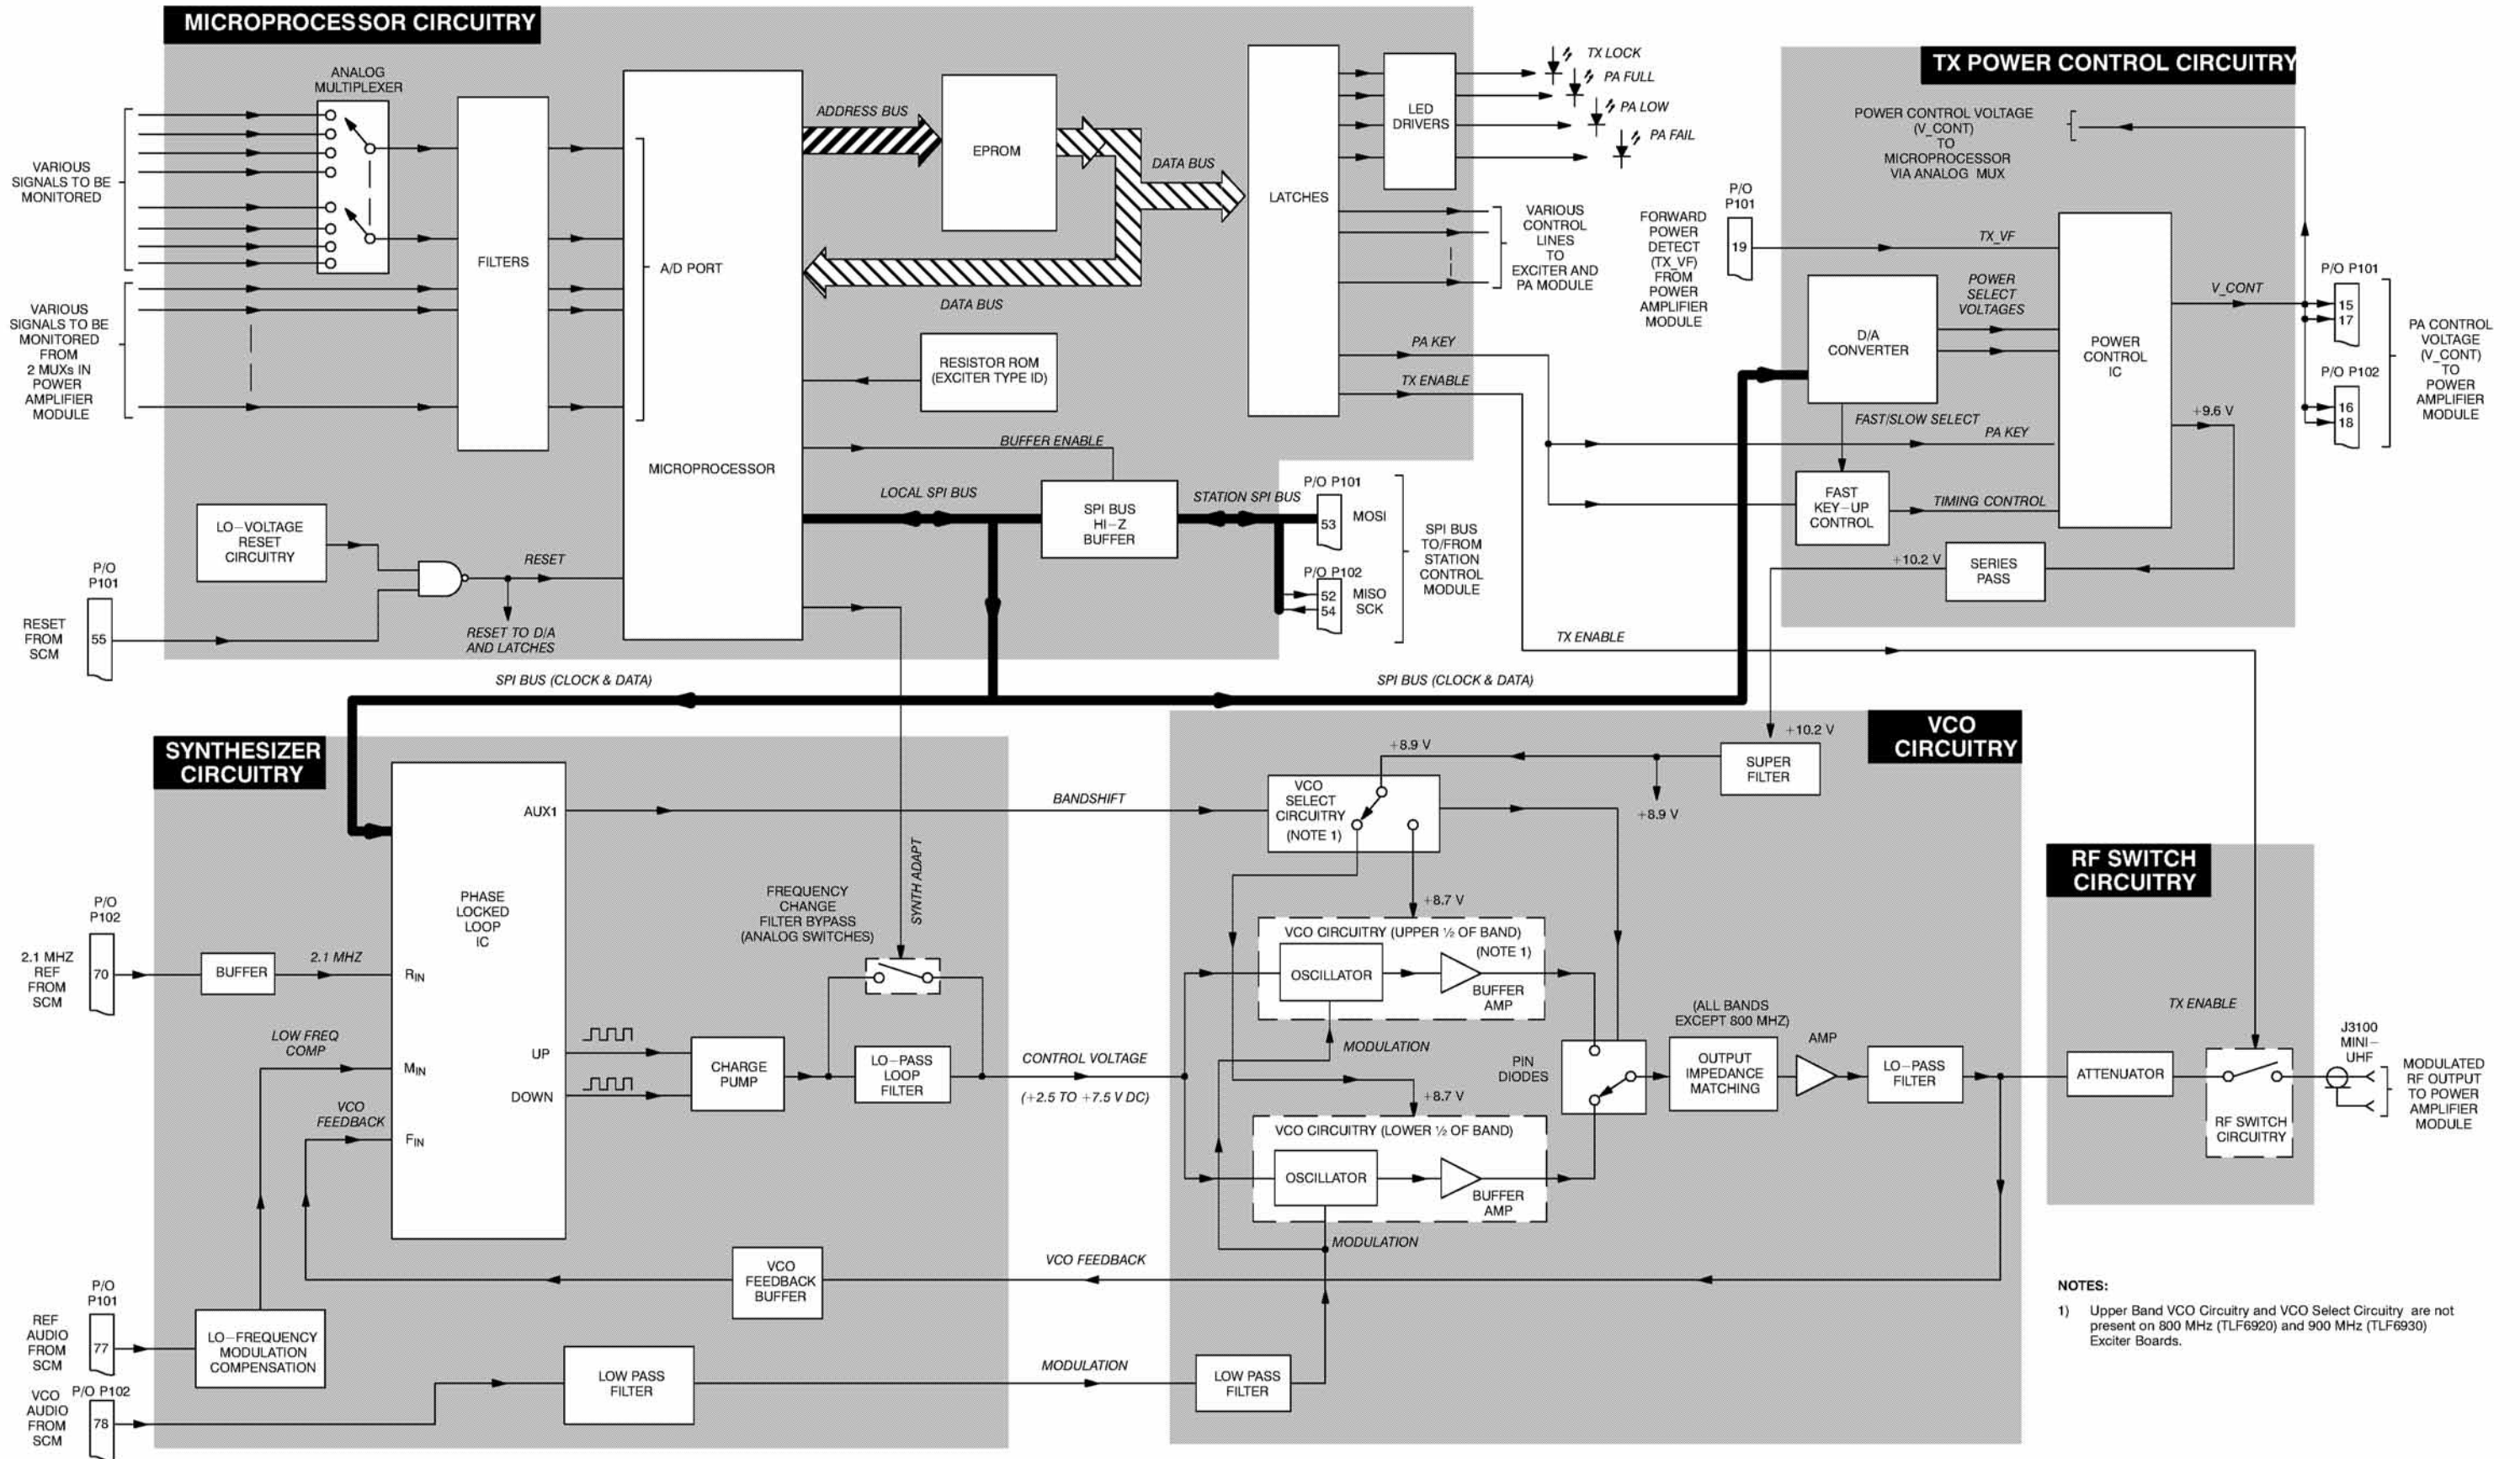 MICROPROCESSOR CIRCUITRY
ANALOG
MULTIPLEXER
VARIOUS
SIGNALS TO BE
MONITORED
VARIOUS
SIGNALS TO BE
MONITORED
FROM
2 MUXs IN
POWER
AMPLIFIER
MODULE
FILTERS
A/D PORT
MICROPROCESSOR
ADDRESS BUS
EPROM
DATA BUS
DATA BUS
RESISTOR ROM
(EXCITER TYPE ID)
BUFFER ENABLE
LOCAL SPI BUS
SPI BUS
HI-Z
BUFFER
STATION SPI BUS
P/O P101
53
MOSI
P/O P102
52
MISO
54
SCK
SPI BUS
TO/FROM
STATION
CONTROL
MODULE
LO-VOLTAGE
RESET
CIRCUITRY
RESET
RESET TO D/A
AND LATCHES
P/O
P101
RESET
FROM
SCM
55
LATCHES
LED
DRIVERS
TX LOCK
PA FULL
PA LOW
PA FAIL
VARIOUS
CONTROL
LINES
TO
EXCITER AND
PA MODULE
PA KEY
TX ENABLE
TX POWER CONTROL CIRCUITRY
POWER CONTROL VOLTAGE
(V_CONT)
TO
MICROPROCESSOR
VIA ANALOG MUX
P/O
P101
19
FORWARD
POWER
DETECT
(TX_VF)
FROM
POWER
AMPLIFIER
MODULE
TX_VF
POWER
SELECT
VOLTAGES
D/A
CONVERTER
POWER
CONTROL
IC
V_CONT
P/O P101
15
17
P/O P102
16
18
PA CONTROL
VOLTAGE
(V_CONT)
TO
POWER
AMPLIFIER
MODULE
+9.6 V
FAST/SLOW SELECT
PA KEY
FAST
KEY-UP
CONTROL
TIMING CONTROL
+10.2 V
SERIES
PASS
TX ENABLE
SPI BUS (CLOCK & DATA)
SPI BUS (CLOCK & DATA)
SYNTHESIZER
CIRCUITRY
AUX1
PHASE
LOCKED
LOOP
IC
P/O
P102
2.1 MHZ
REF
FROM
SCM
70
BUFFER
2.1 MHZ
RIN
LOW FREQ
COMP
MIN
VCO
FEEDBACK
FIN
UP
DOWN
CHARGE
PUMP
FREQUENCY
CHANGE
FILTER BYPASS
(ANALOG SWITCHES)
SYNTH ADAPT
LO-PASS
LOOP
FILTER
BANDSHIFT
CONTROL VOLTAGE
(+2.5 TO +7.5 V DC)
VCO
FEEDBACK
BUFFER
VCO FEEDBACK
P/O
P101
REF
AUDIO
FROM
SCM
77
LO-FREQUENCY
MODULATION
COMPENSATION
P/O P102
VCO
AUDIO
FROM
SCM
78
LOW PASS
FILTER
MODULATION
VCO
CIRCUITRY
+8.9 V
+10.2 V
SUPER
FILTER
+8.9 V
VCO
SELECT
CIRCUITRY
(NOTE 1)
+8.7 V
VCO CIRCUITRY (UPPER ½ OF BAND)
(NOTE 1)
OSCILLATOR
BUFFER
AMP
MODULATION
+8.7 V
VCO CIRCUITRY (LOWER ½ OF BAND)
OSCILLATOR
BUFFER
AMP
MODULATION
LOW PASS
FILTER
PIN
DIODES
(ALL BANDS
EXCEPT 800 MHZ)
OUTPUT
IMPEDANCE
MATCHING
AMP
LO-PASS
FILTER
RF SWITCH
CIRCUITRY
TX ENABLE
ATTENUATOR
RF SWITCH
CIRCUITRY
J3100
MINI-
UHF
MODULATED
RF OUTPUT
TO POWER
AMPLIFIER
MODULE
NOTES:
1) Upper Band VCO Circuitry and VCO Select Circuitry are not
present on 800 MHz (TLF6920) and 900 MHz (TLF6930)
Exciter Boards.